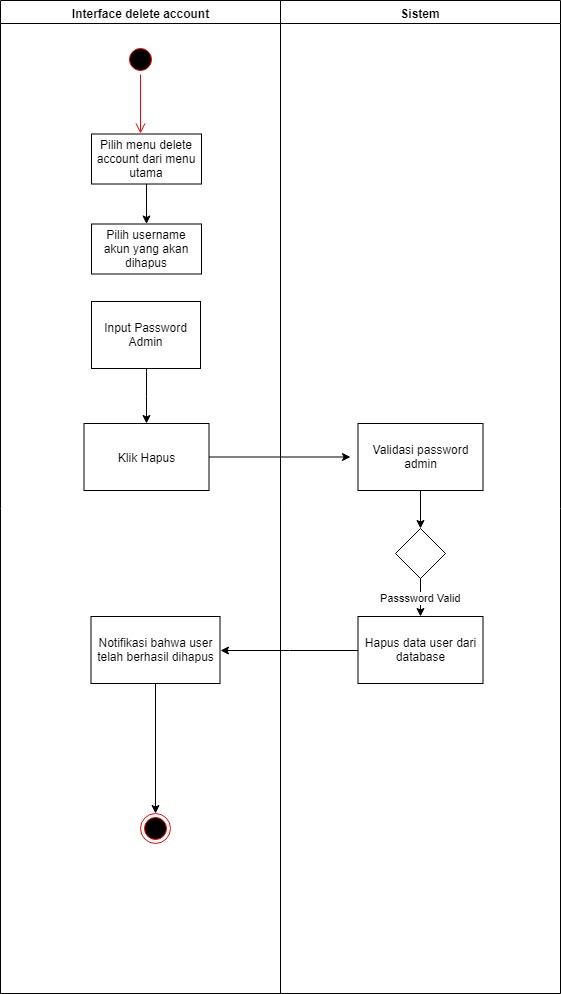 Interface delete account
Sistem
Pilih menu delete
account dari menu
utama
Pilih username
akun yang akan
dihapus
Input Password
Admin
Klik Hapus
Validasi password
admin
Passsword Valid
Hapus data user dari
database
Notifikasi bahwa user
telah berhasil dihapus